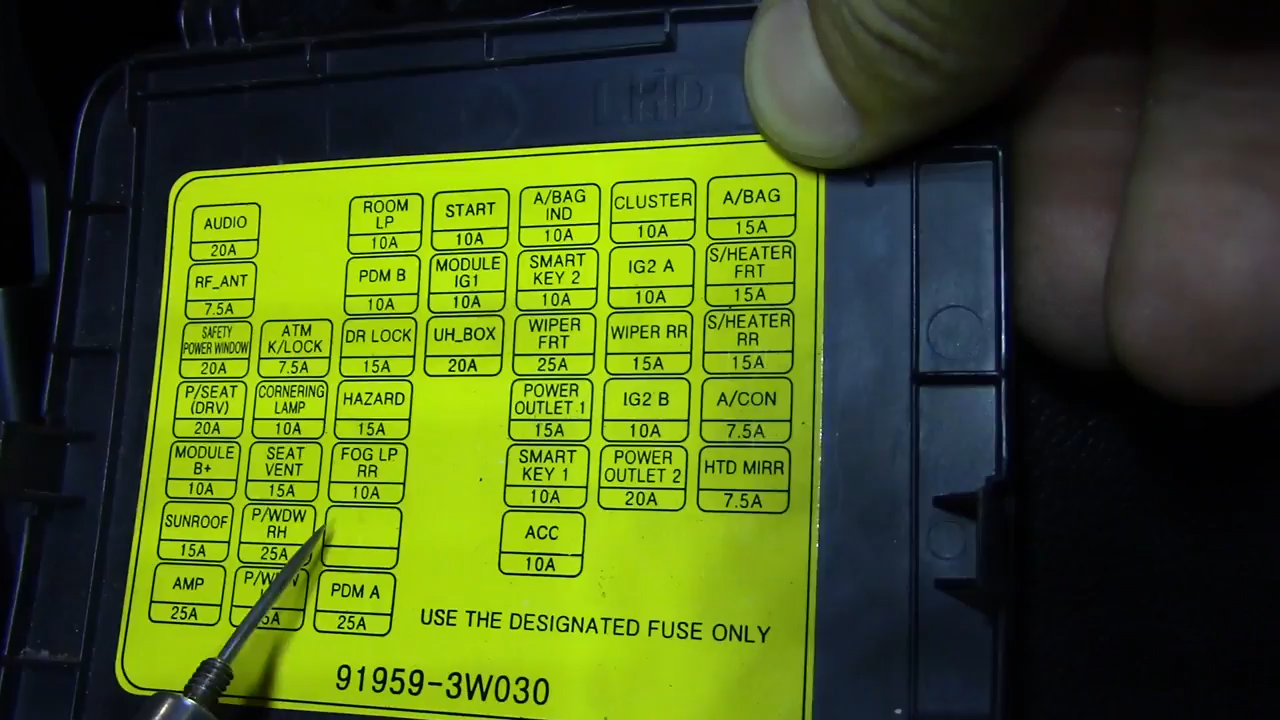 LHD
AUDIO
20A
ROOM
LP
10A
START
10A
A/BAG
IND
10A
CLUSTER
10A
A/BAG
15A
RF_ANT
7.5A
PDM B
10A
MODULE
IG1
10A
SMART
KEY 2
10A
IG2 A
10A
S/HEATER
FRT
15A
SAFETY
POWER WINDOW
20A
ATM
K/LOCK
7.5A
DR LOCK
15A
UH_BOX
20A
WIPER
FRT
25A
WIPER RR
15A
S/HEATER
RR
15A
P/SEAT
(DRV)
20A
CORNERING
LAMP
10A
HAZARD
15A
POWER
OUTLET 1
15A
IG2 B
10A
A/CON
7.5A
MODULE
B+
10A
SEAT
VENT
15A
FOG LP
RR
10A
SMART
KEY 1
10A
POWER
OUTLET 2
20A
HTD MIRR
7.5A
SUNROOF
15A
P/WDW
RH
25A
ACC
10A
AMP
25A
PDM A
25A
USE THE DESIGNATED FUSE ONLY
91959-3W030